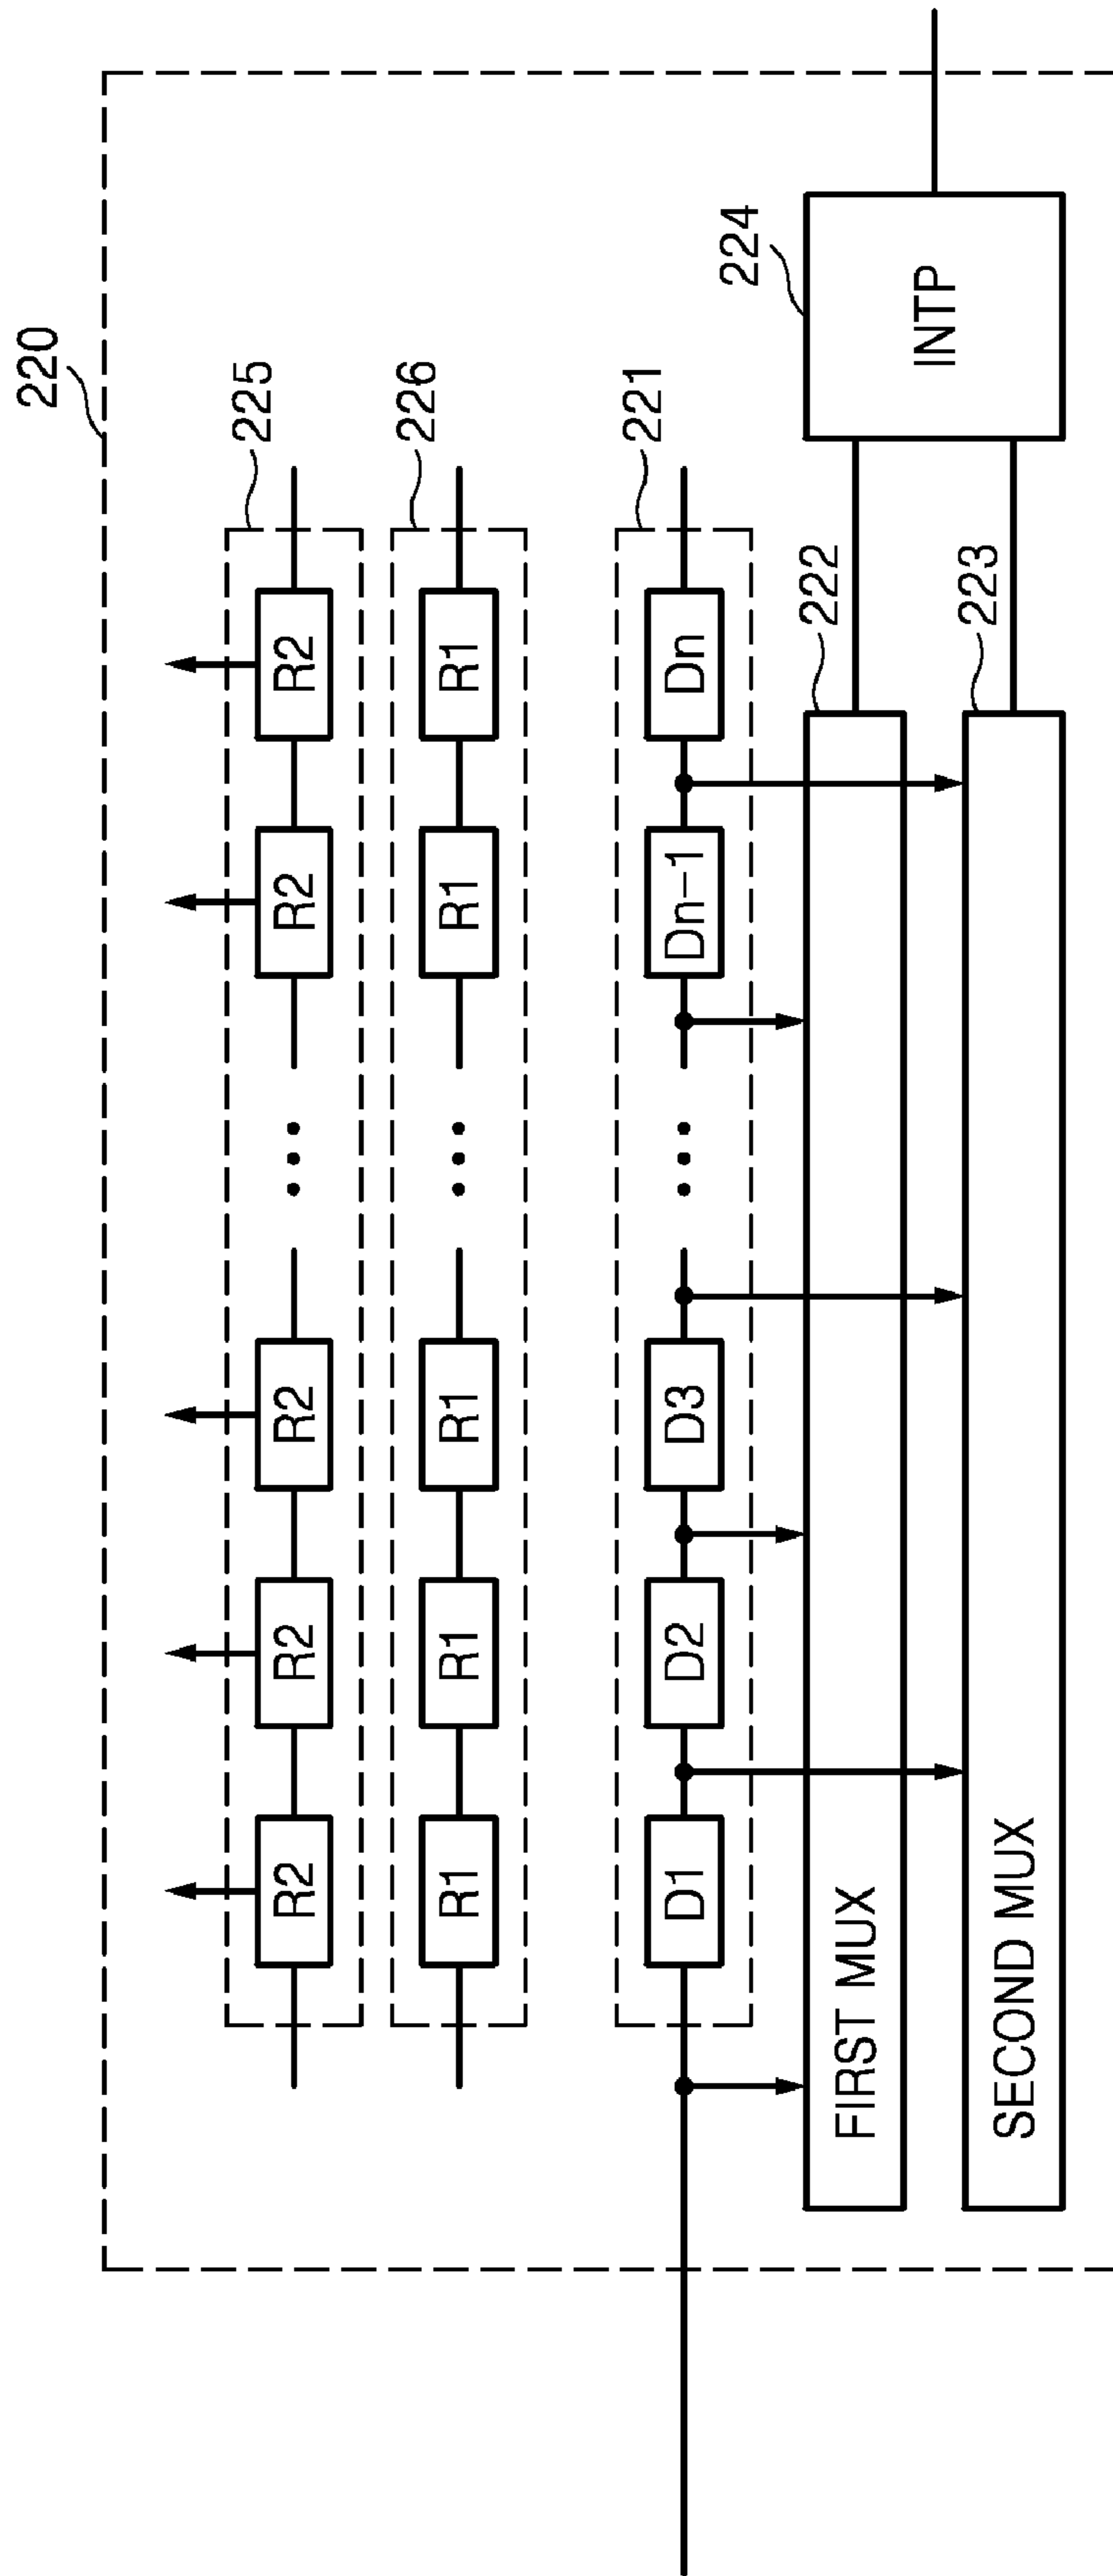 220
225
R2 R2 R2 ... R2 R2
226
R1 R1 R1 ... R1 R1
221
D1 D2 D3 ... Dn-1 Dn
222
FIRST MUX
223
SECOND MUX
224
INTP